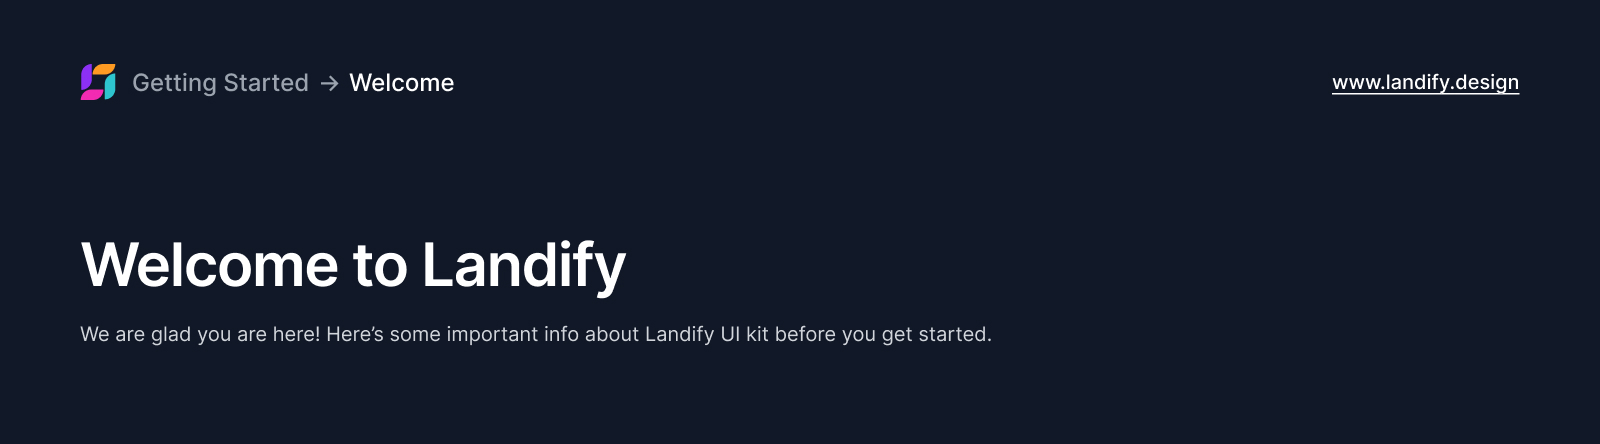 Getting Started → Welcome
www.landify.design
Welcome to Landify
We are glad you are here! Here’s some important info about Landify UI kit before you get started.